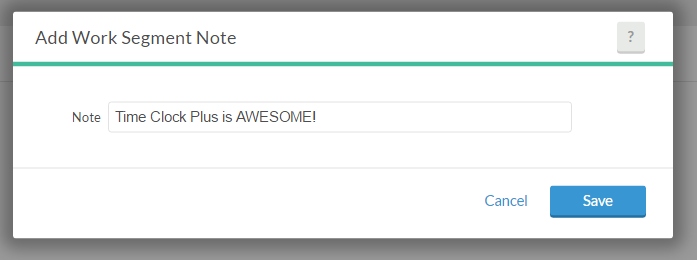 Add Work Segment Note
?
Note Time Clock Plus is AWESOME!
Cancel Save